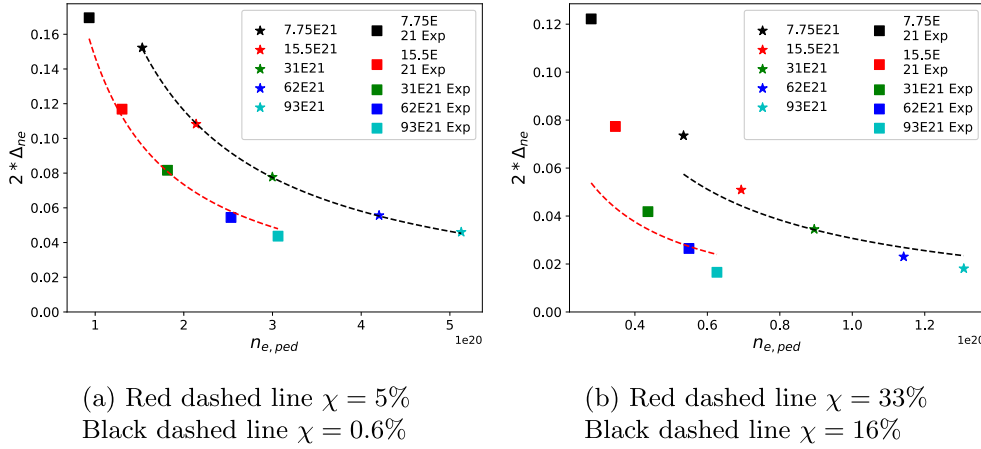 0.16
0.14
0.12
0.10
0.08
0.06
0.04
0.02
0.00
2 * Δne
1
2
3
4
5
1e20
ne, ped
7.75E21
15.5E21
31E21
62E21
93E21
7.75E
21 Exp
15.5E
21 Exp
31E21 Exp
62E21 Exp
93E21 Exp
(a) Red dashed line χ = 5%
Black dashed line χ = 0.6%
0.12
0.10
0.08
0.06
0.04
0.02
0.00
2 * Δne
0.4
0.6
0.8
1.0
1.2
1e20
ne, ped
7.75E21
15.5E21
31E21
62E21
93E21
7.75E
21 Exp
15.5E
21 Exp
31E21 Exp
62E21 Exp
93E21 Exp
(b) Red dashed line χ = 33%
Black dashed line χ = 16%